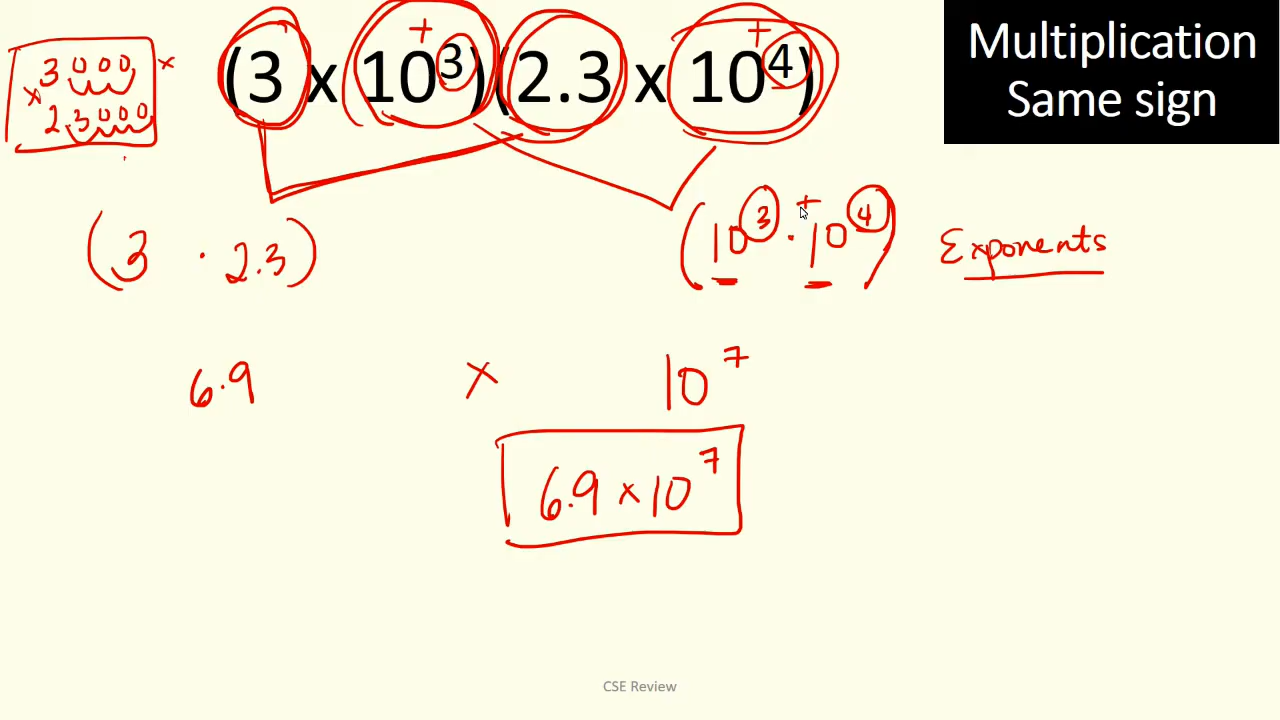 (3 x 10³)(2.3 x 10⁴)
+ +
Multiplication
Same sign
3000 x
x 23000
(3 · 2.3)
(10³ · 10⁴)
+
Exponents
6.9 x 10⁷
6.9 x 10⁷
CSE Review